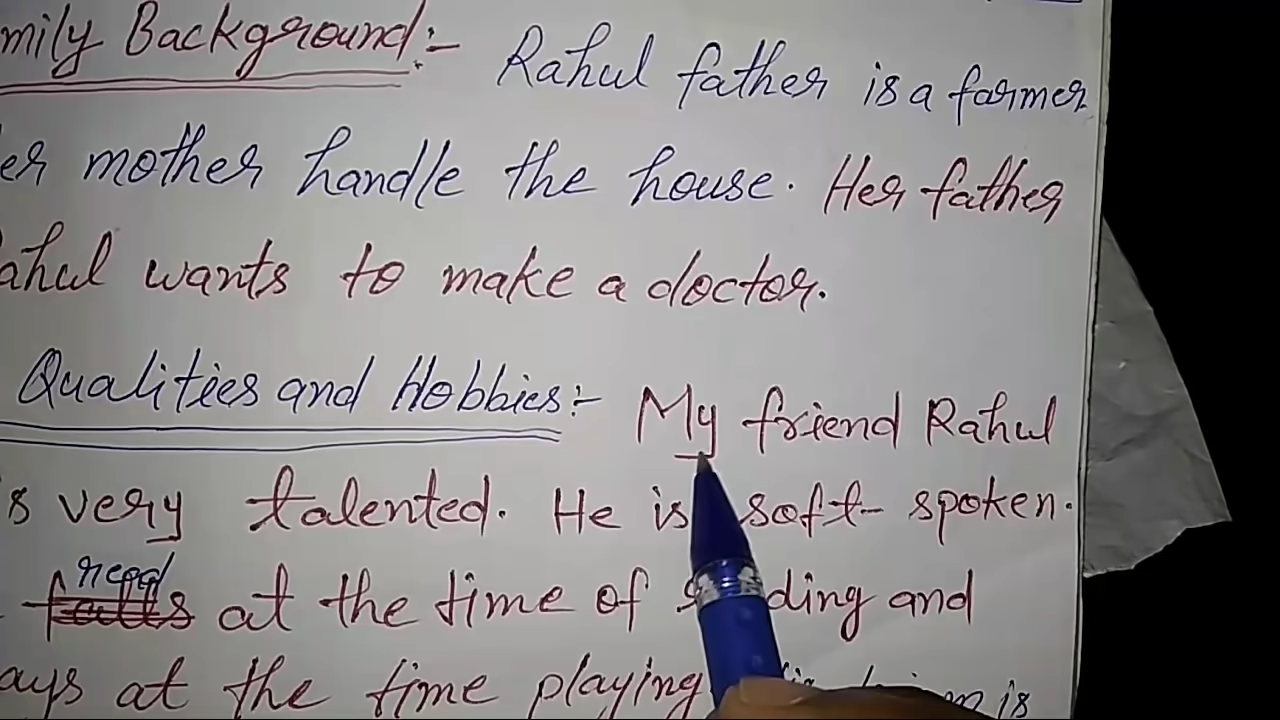 mily Background:- Rahul father is a farmer
er mother handle the house. Her father
ahul wants to make a doctor.
Qualities and Hobbies:- My friend Rahul
is very talented. He is soft-spoken.
read
at the time of ding and
ays at the time playing is